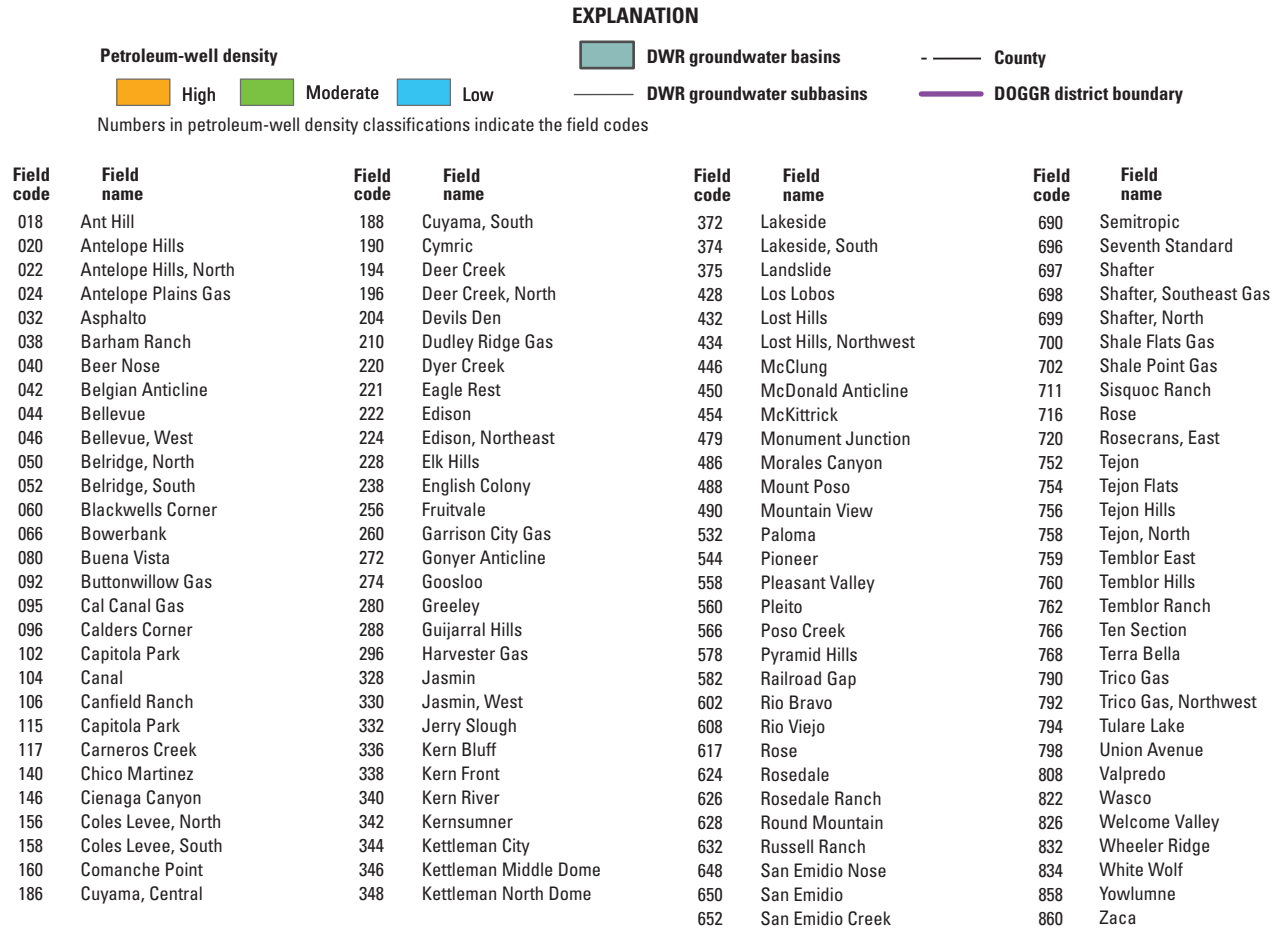 EXPLANATION
Petroleum-well density
High
Moderate
Low
Numbers in petroleum-well density classifications indicate the field codes
DWR groundwater basins
DWR groundwater subbasins
County
DOGGR district boundary
Field code Field name
018 Ant Hill
020 Antelope Hills
022 Antelope Hills, North
024 Antelope Plains Gas
032 Asphalto
038 Barham Ranch
040 Beer Nose
042 Belgian Anticline
044 Bellevue
046 Bellevue, West
050 Belridge, North
052 Belridge, South
060 Blackwells Corner
066 Bowerbank
080 Buena Vista
092 Buttonwillow Gas
095 Cal Canal Gas
096 Calders Corner
102 Capitola Park
104 Canal
106 Canfield Ranch
115 Capitola Park
117 Carneros Creek
140 Chico Martinez
146 Cienaga Canyon
156 Coles Levee, North
158 Coles Levee, South
160 Comanche Point
186 Cuyama, Central
Field code Field name
188 Cuyama, South
190 Cymric
194 Deer Creek
196 Deer Creek, North
204 Devils Den
210 Dudley Ridge Gas
220 Dyer Creek
221 Eagle Rest
222 Edison
224 Edison, Northeast
228 Elk Hills
238 English Colony
256 Fruitvale
260 Garrison City Gas
272 Gonyer Anticline
274 Goosloo
280 Greeley
288 Guijarral Hills
296 Harvester Gas
328 Jasmin
330 Jasmin, West
332 Jerry Slough
336 Kern Bluff
338 Kern Front
340 Kern River
342 Kernsumner
344 Kettleman City
346 Kettleman Middle Dome
348 Kettleman North Dome
Field code Field name
372 Lakeside
374 Lakeside, South
375 Landslide
428 Los Lobos
432 Lost Hills
434 Lost Hills, Northwest
446 McClung
450 McDonald Anticline
454 McKittrick
479 Monument Junction
486 Morales Canyon
488 Mount Poso
490 Mountain View
532 Paloma
544 Pioneer
558 Pleasant Valley
560 Pleito
566 Poso Creek
578 Pyramid Hills
582 Railroad Gap
602 Rio Bravo
608 Rio Viejo
617 Rose
624 Rosedale
626 Rosedale Ranch
628 Round Mountain
632 Russell Ranch
648 San Emidio Nose
650 San Emidio
652 San Emidio Creek
Field code Field name
690 Semitropic
696 Seventh Standard
697 Shafter
698 Shafter, Southeast Gas
699 Shafter, North
700 Shale Flats Gas
702 Shale Point Gas
711 Sisquoc Ranch
716 Rose
720 Rosecrans, East
752 Tejon
754 Tejon Flats
756 Tejon Hills
758 Tejon, North
759 Temblor East
760 Temblor Hills
762 Temblor Ranch
766 Ten Section
768 Terra Bella
790 Trico Gas
792 Trico Gas, Northwest
794 Tulare Lake
798 Union Avenue
808 Valpredo
822 Wasco
826 Welcome Valley
832 Wheeler Ridge
834 White Wolf
858 Yowlumne
860 Zaca